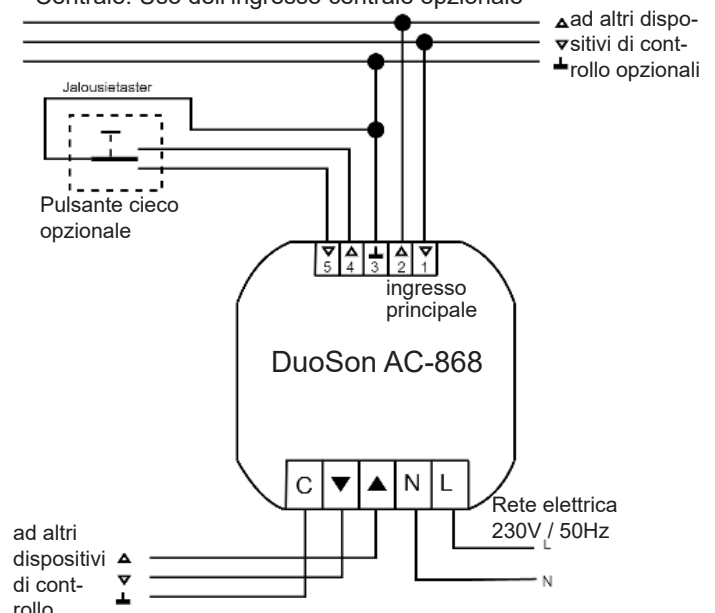 Centrale: Uso dell'ingresso centrale opzionale
ad altri dispo-
sitivi di cont-
rollo opzionali
Jalousietaster
Pulsante cieco
opzionale
5 4 3 2 1
ingresso
principale
DuoSon AC-868
C N L
Rete elettrica
230V / 50Hz
L
N
ad altri
dispositivi
di cont-
rollo